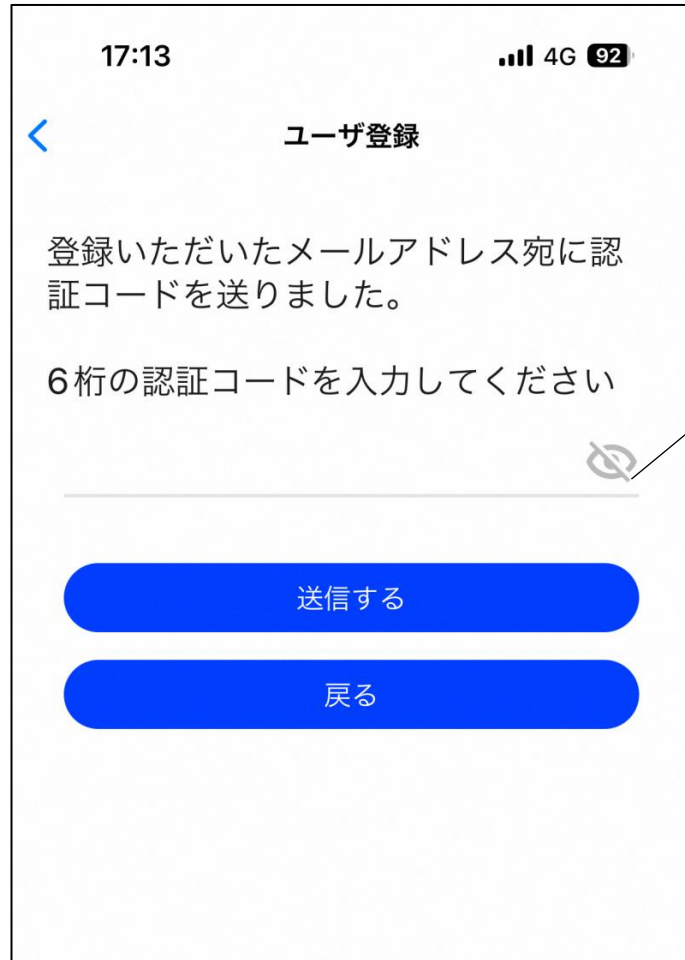 17:13
4G 92
ユーザ登録
登録いただいたメールアドレス宛に認
証コードを送りました。
6桁の認証コードを入力してください
送信する
戻る